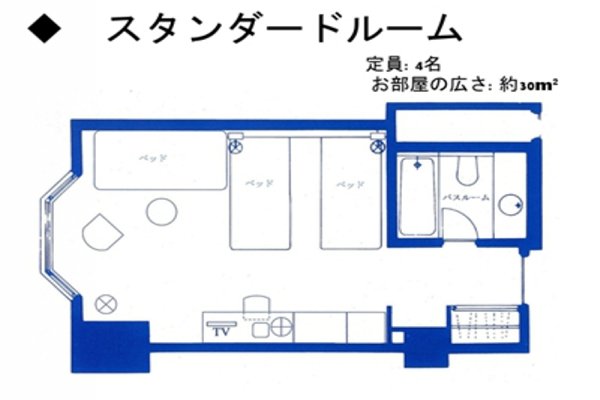 ◆ スタンダードルーム
定員: 4名
お部屋の広さ: 約30m²
ベッド
ベッド
ベッド
バスルーム
TV